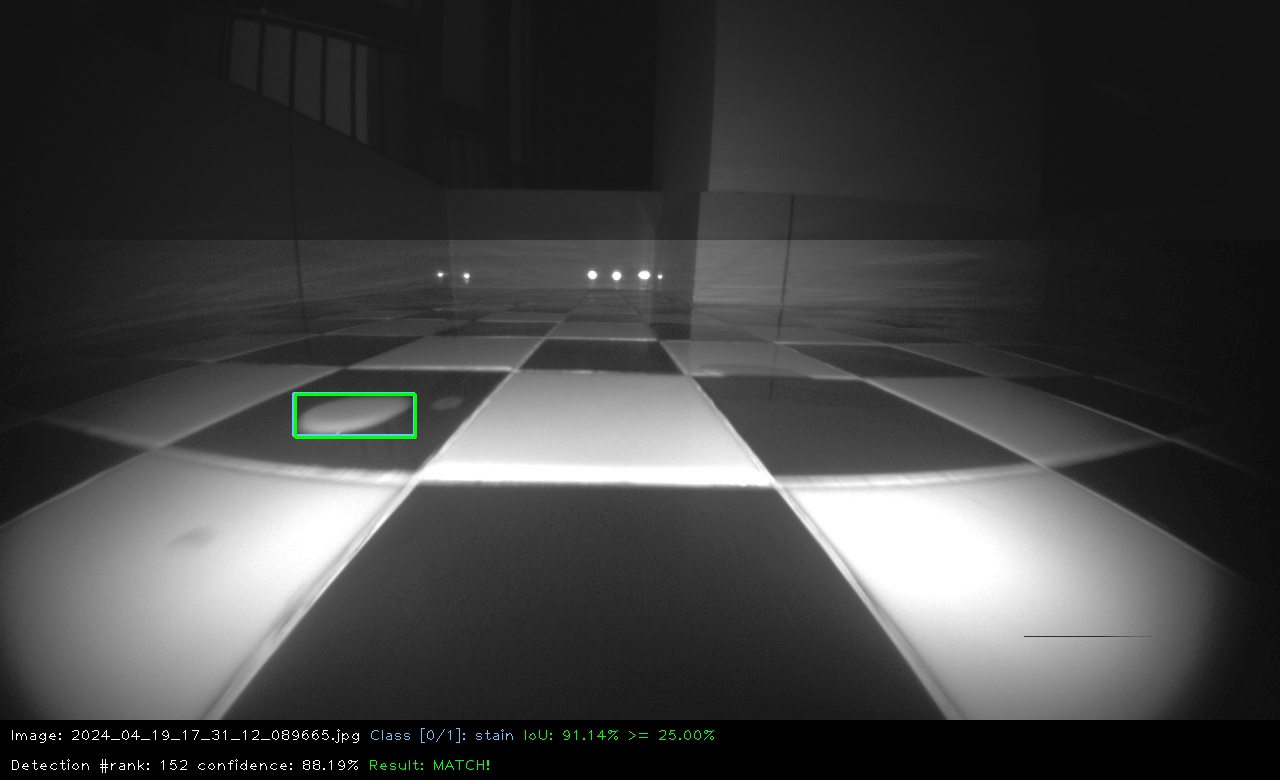 Image: 2024_04_19_17_31_12_089665.jpg Class [0/1]: stain IoU: 91.14% >= 25.00%
Detection #rank: 152 confidence: 88.19% Result: MATCH!